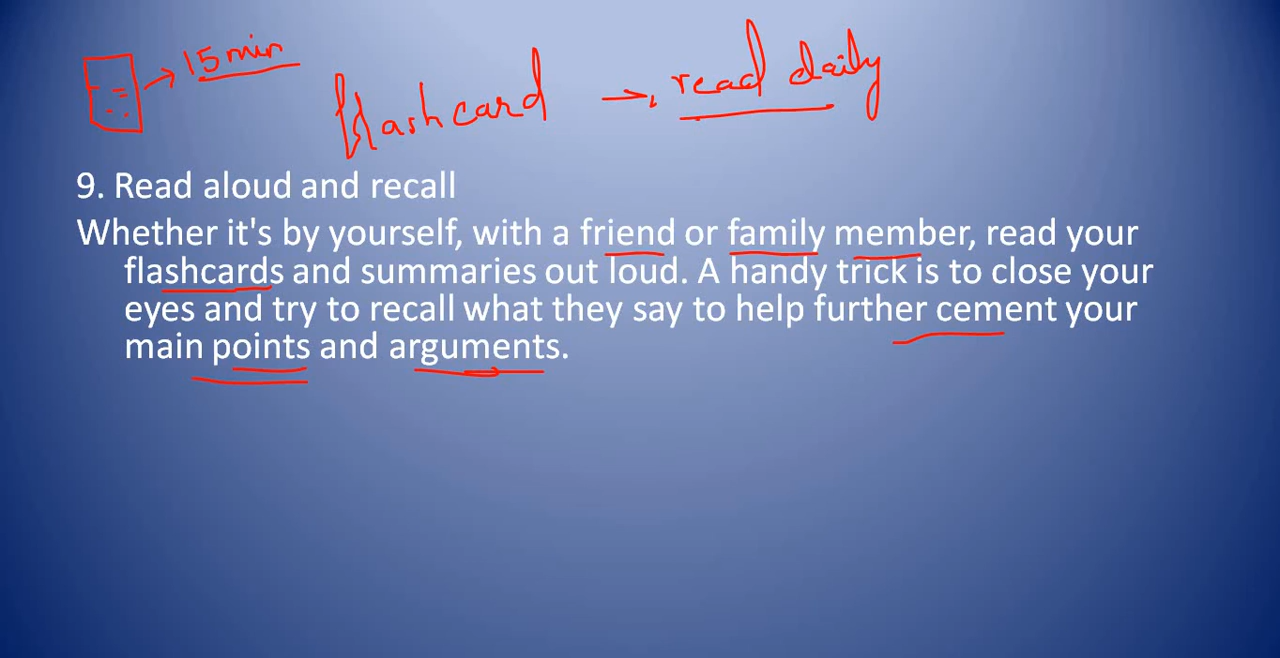 15 min
flashcard → read daily
9. Read aloud and recall
Whether it's by yourself, with a friend or family member, read your
flashcards and summaries out loud. A handy trick is to close your
eyes and try to recall what they say to help further cement your
main points and arguments.